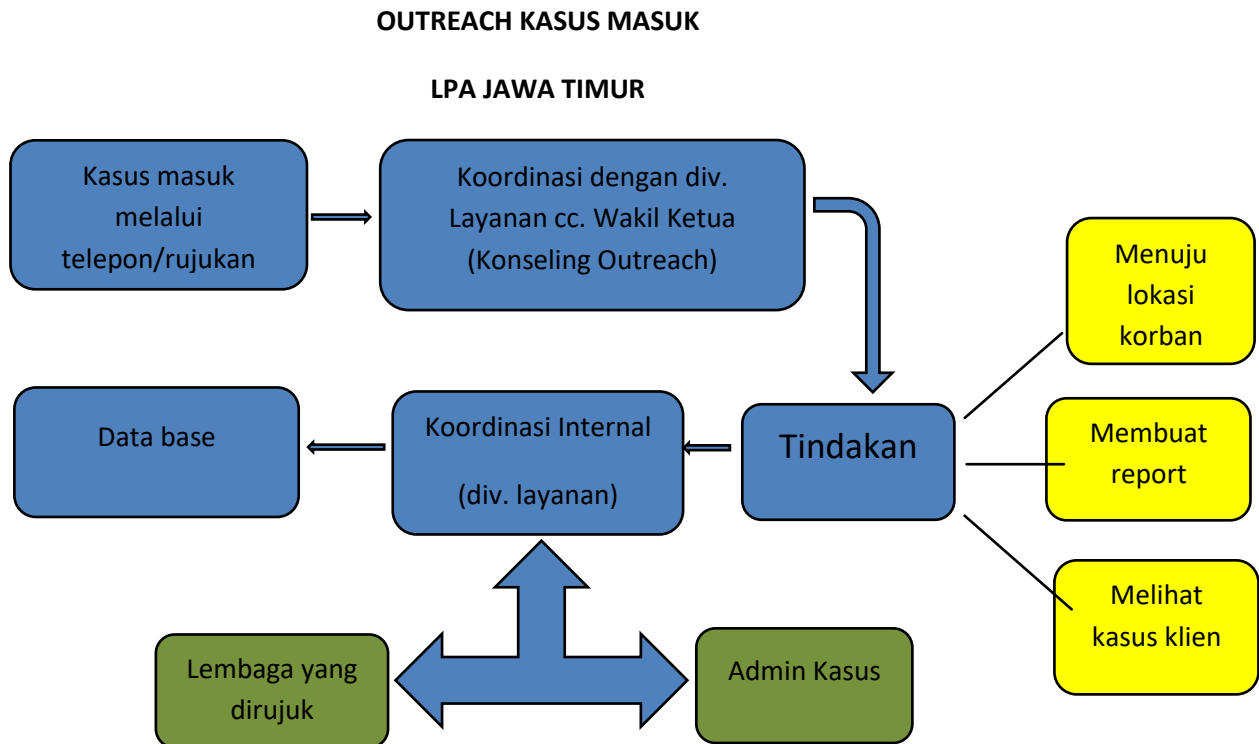 OUTREACH KASUS MASUK
LPA JAWA TIMUR
Kasus masuk
melalui
telepon/rujukan
Koordinasi dengan div.
Layanan cc. Wakil Ketua
(Konseling Outreach)
Menuju
lokasi
korban
Data base
Koordinasi Internal
(div. layanan)
Tindakan
Membuat
report
Melihat
kasus klien
Lembaga yang
dirujuk
Admin Kasus